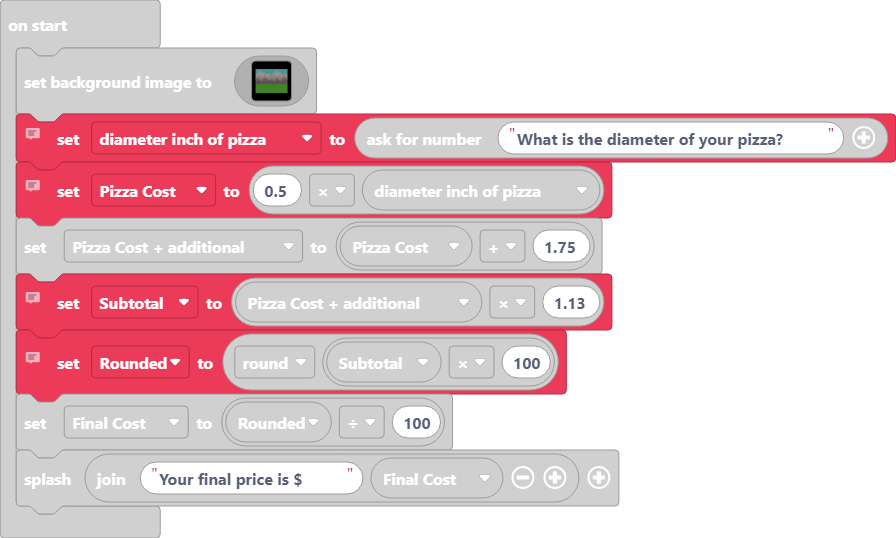 on start
set background image to
set diameter inch of pizza to ask for number "What is the diameter of your pizza? "
set Pizza Cost to 0.5 × diameter inch of pizza
set Pizza Cost + additional to Pizza Cost + 1.75
set Subtotal to Pizza Cost + additional × 1.13
set Rounded to round Subtotal × 100
set Final Cost to Rounded ÷ 100
splash join "Your final price is $ " Final Cost